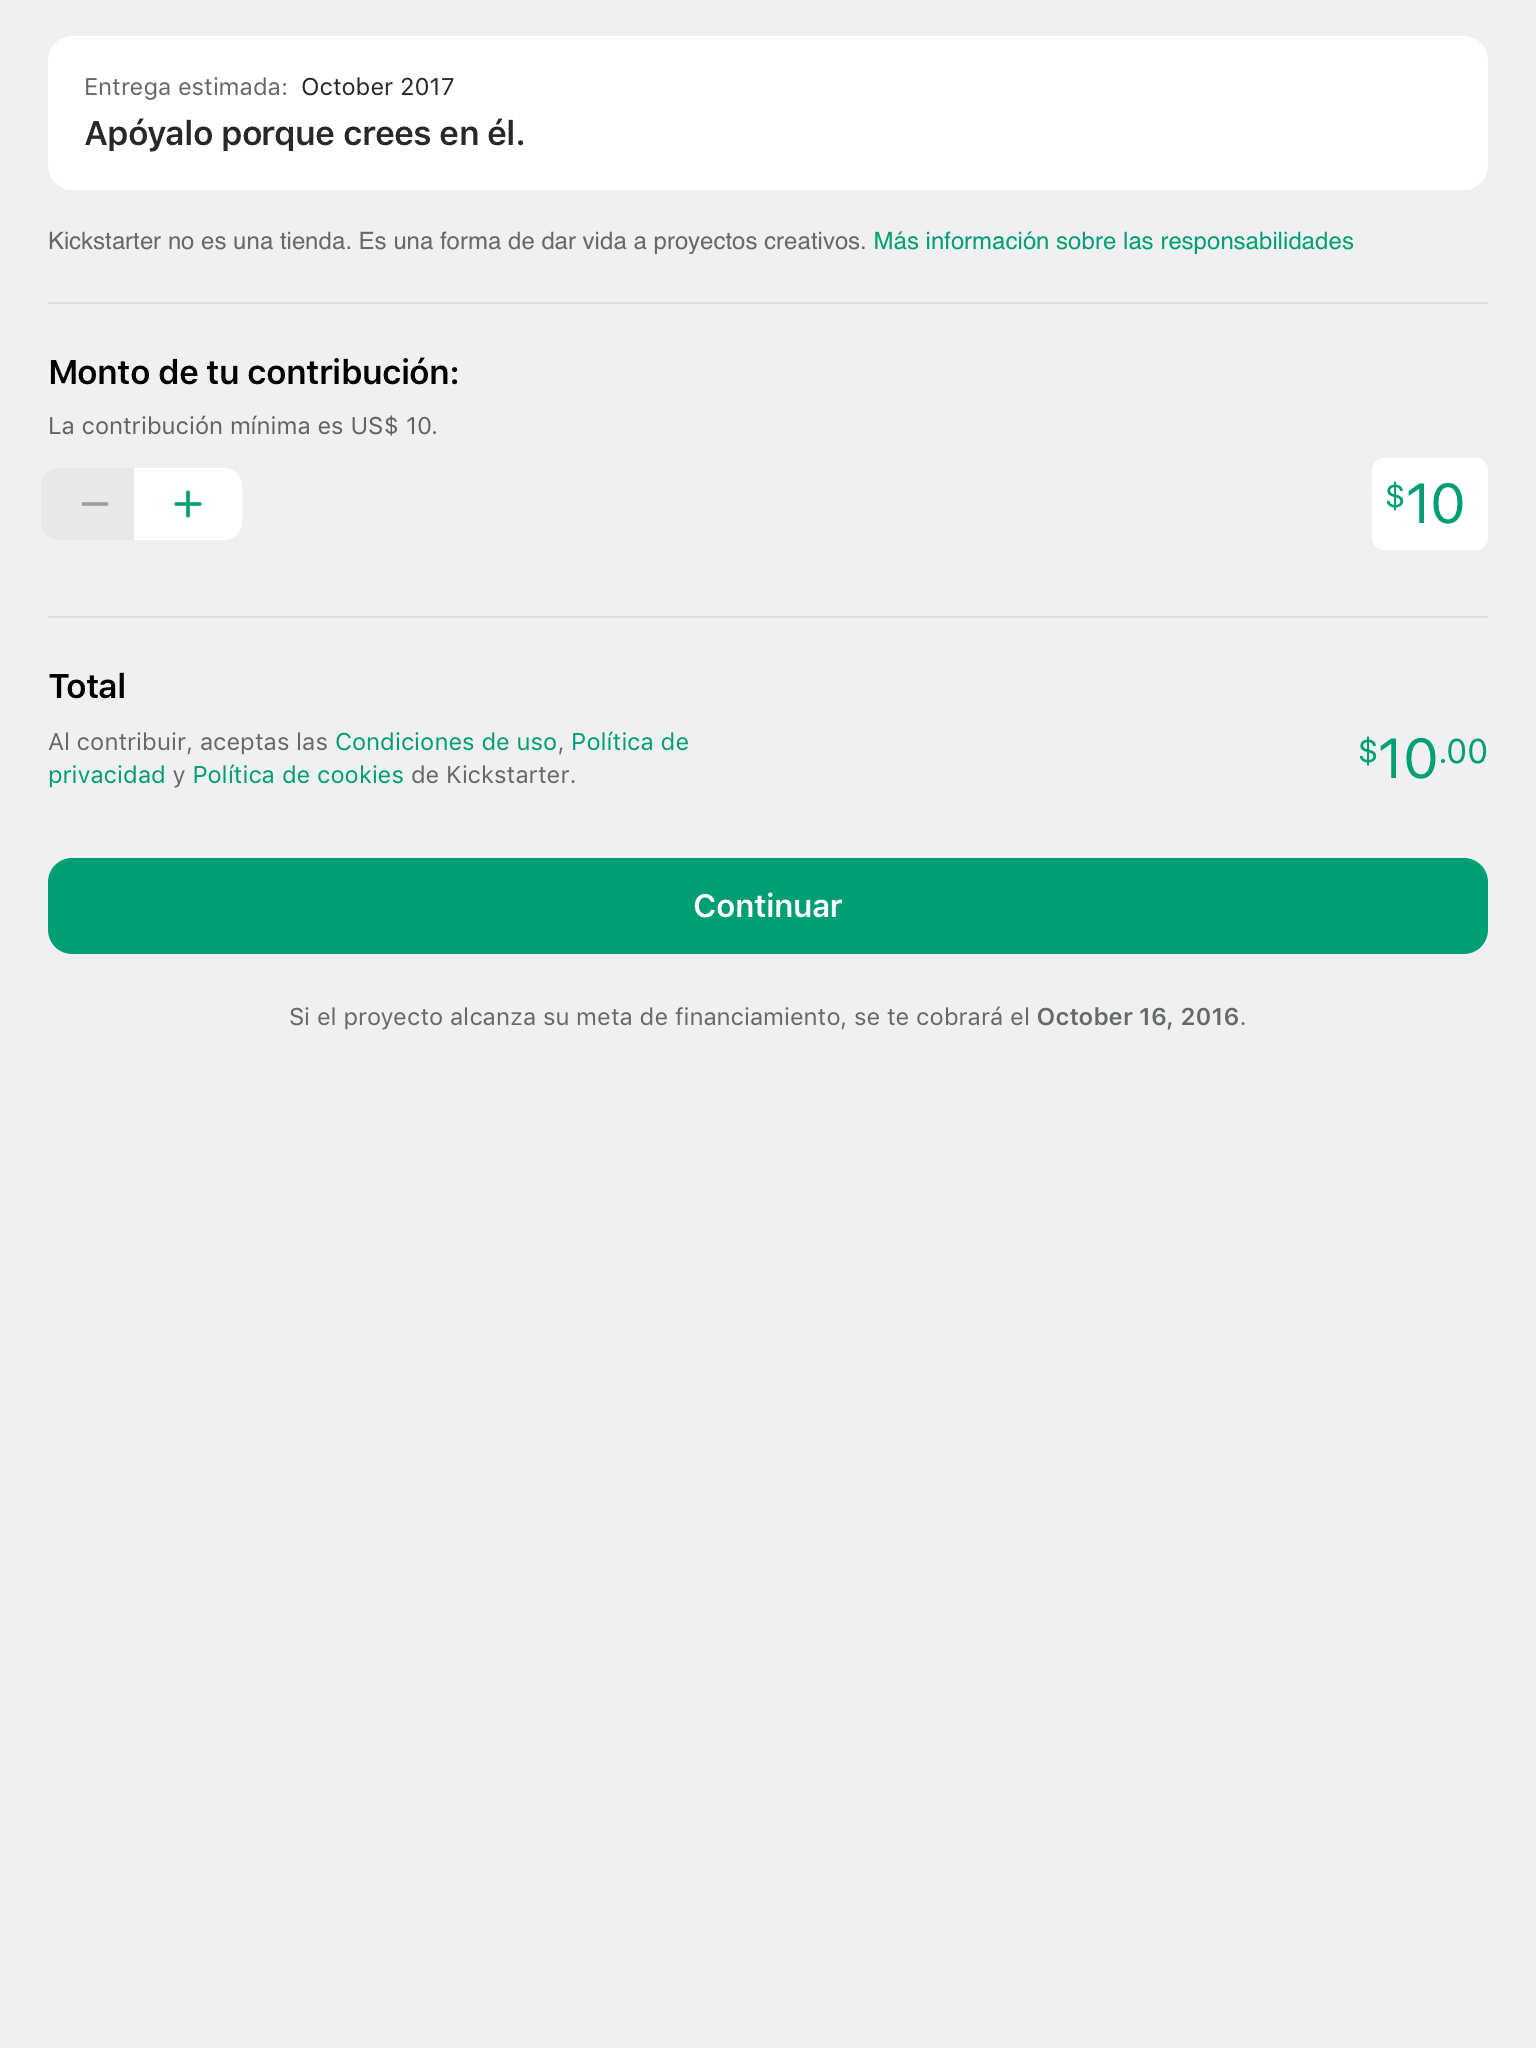 Entrega estimada: October 2017
Apóyalo porque crees en él.
Kickstarter no es una tienda. Es una forma de dar vida a proyectos creativos. Más información sobre las responsabilidades
Monto de tu contribución:
La contribución mínima es US$ 10.
$10
Total
Al contribuir, aceptas las Condiciones de uso, Política de
privacidad y Política de cookies de Kickstarter.
$10.00
Continuar
Si el proyecto alcanza su meta de financiamiento, se te cobrará el October 16, 2016.